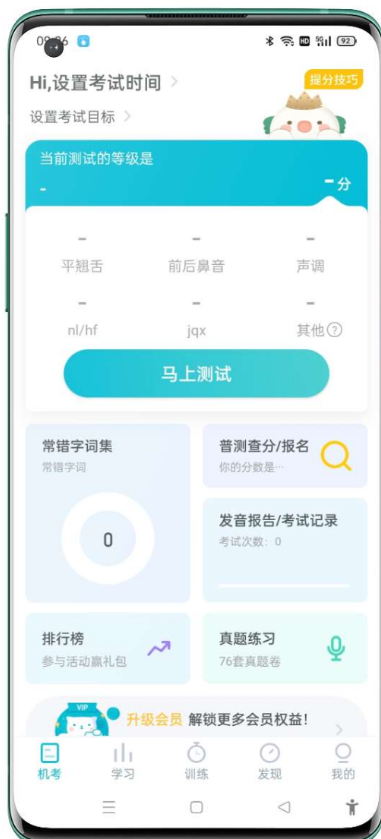 Hi,设置考试时间
提分技巧
设置考试目标
当前测试的等级是
-
-分
-
-
-
平翘舌
前后鼻音
声调
-
-
-
nl/hf
jqx
其他?
马上测试
常错字词集
常错字词
0
普测查分/报名
你的分数是…
发音报告/考试记录
考试次数: 0
排行榜
参与活动赢礼包
真题练习
76套真题卷
VIP
升级会员 解锁更多会员权益!
机考
学习
训练
发现
我的